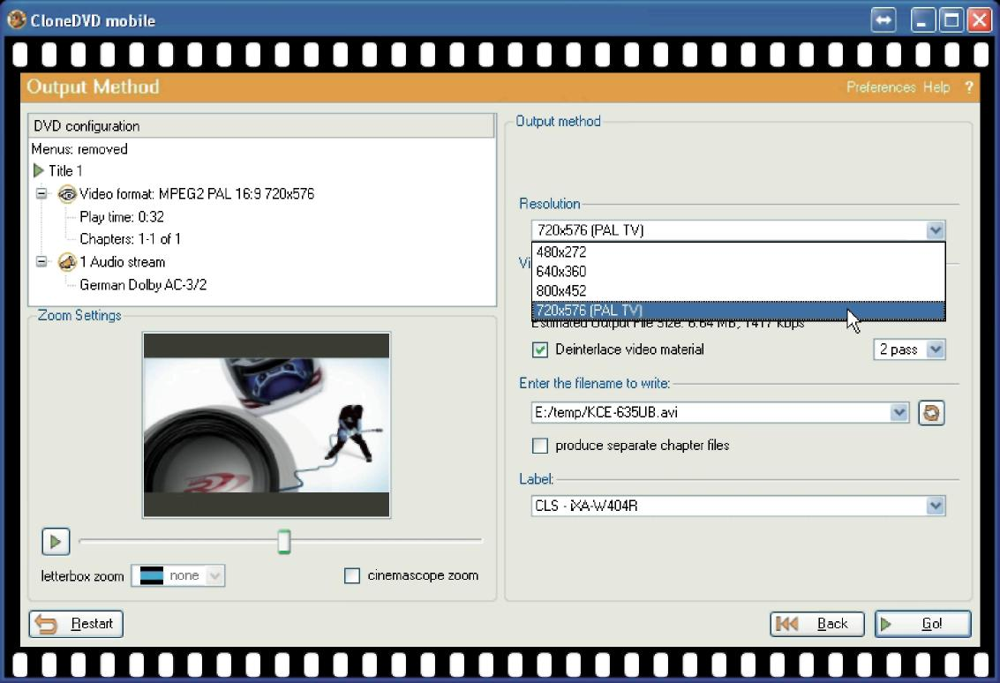 CloneDVD mobile
Output Method
Preferences Help ?
DVD configuration
Menus: removed
Title 1
Video format: MPEG2 PAL 16:9 720x576
Play time: 0:32
Chapters: 1-1 of 1
1 Audio stream
German Dolby AC-3/2
Zoom Settings
letterbox zoom
none
cinemascope zoom
Restart
Output method
Resolution
720x576 (PAL TV)
480x272
640x360
800x452
720x576 (PAL TV)
Vi
Estimated Output File Size: 6.64 MB, 1417 Kbps
Deinterlace video material
2 pass
Enter the filename to write:
E:/temp/KCE-635UB.avi
produce separate chapter files
Label:
CLS - iXA-W404R
Back
Go!